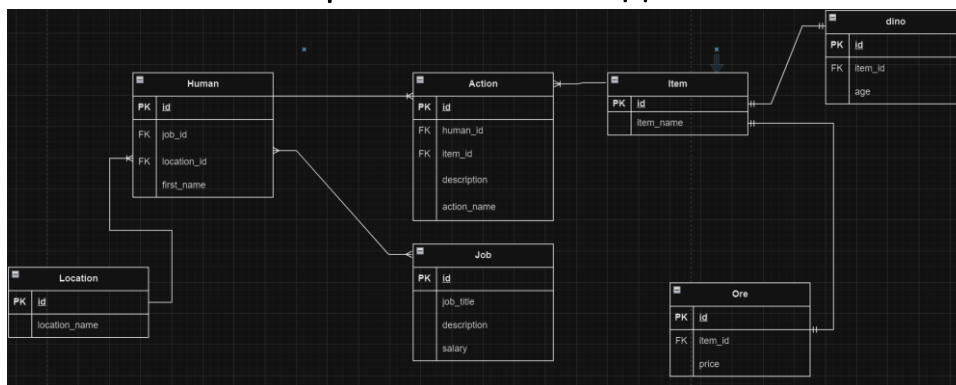 Human
PK id
FK job_id
FK location_id
first_name
Action
PK id
FK human_id
FK item_id
description
action_name
Item
PK id
item_name
dino
PK id
FK item_id
age
Location
PK id
location_name
Job
PK id
job_title
description
salary
Ore
PK id
FK item_id
price